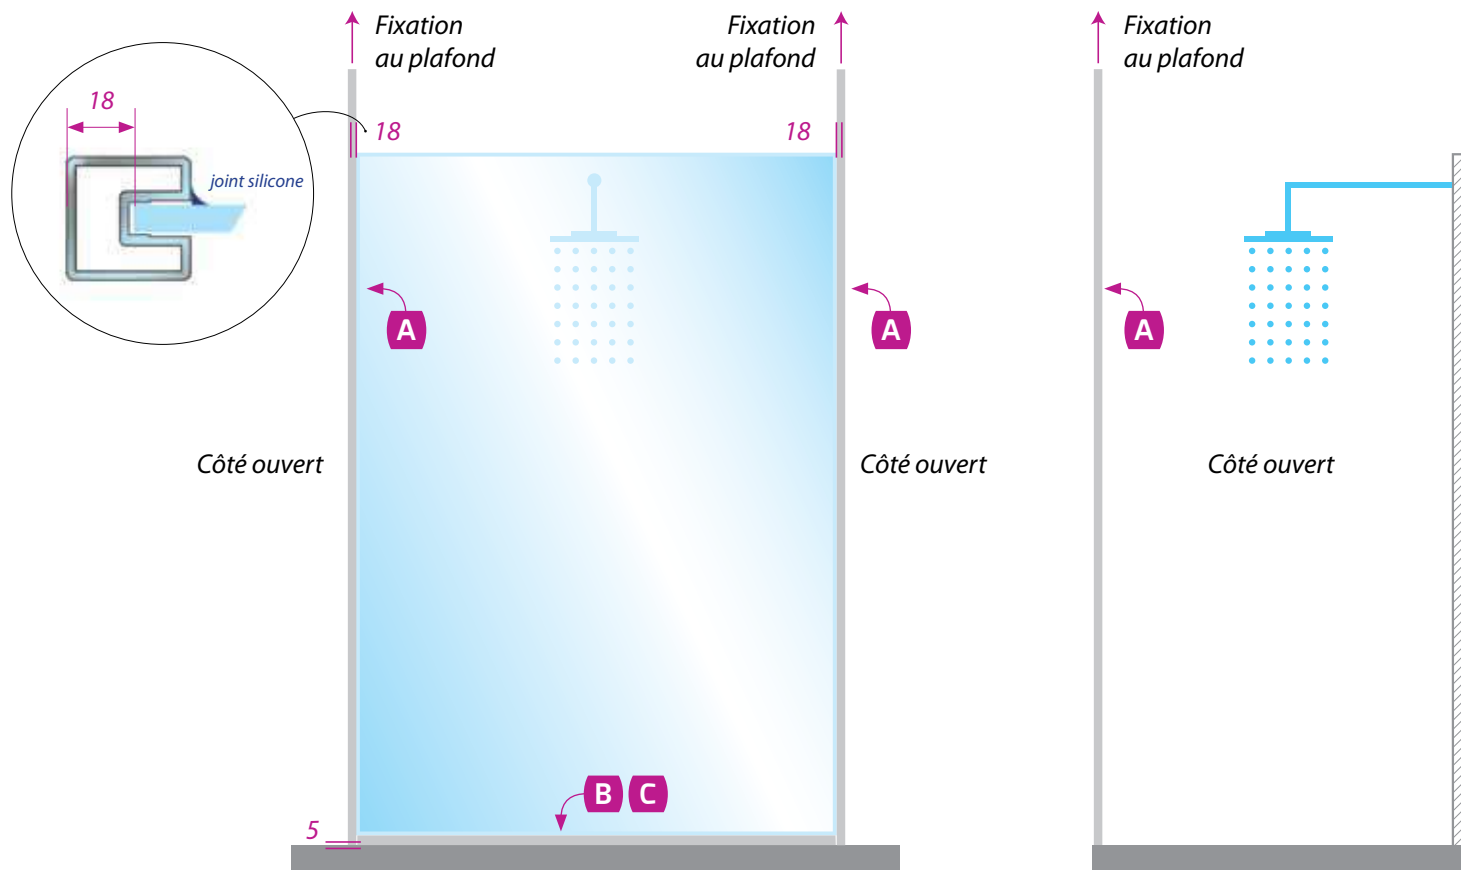 Fixation
au plafond
Fixation
au plafond
Fixation
au plafond
18
18
18
joint silicone
A
A
A
Côté ouvert
Côté ouvert
Côté ouvert
B C
5